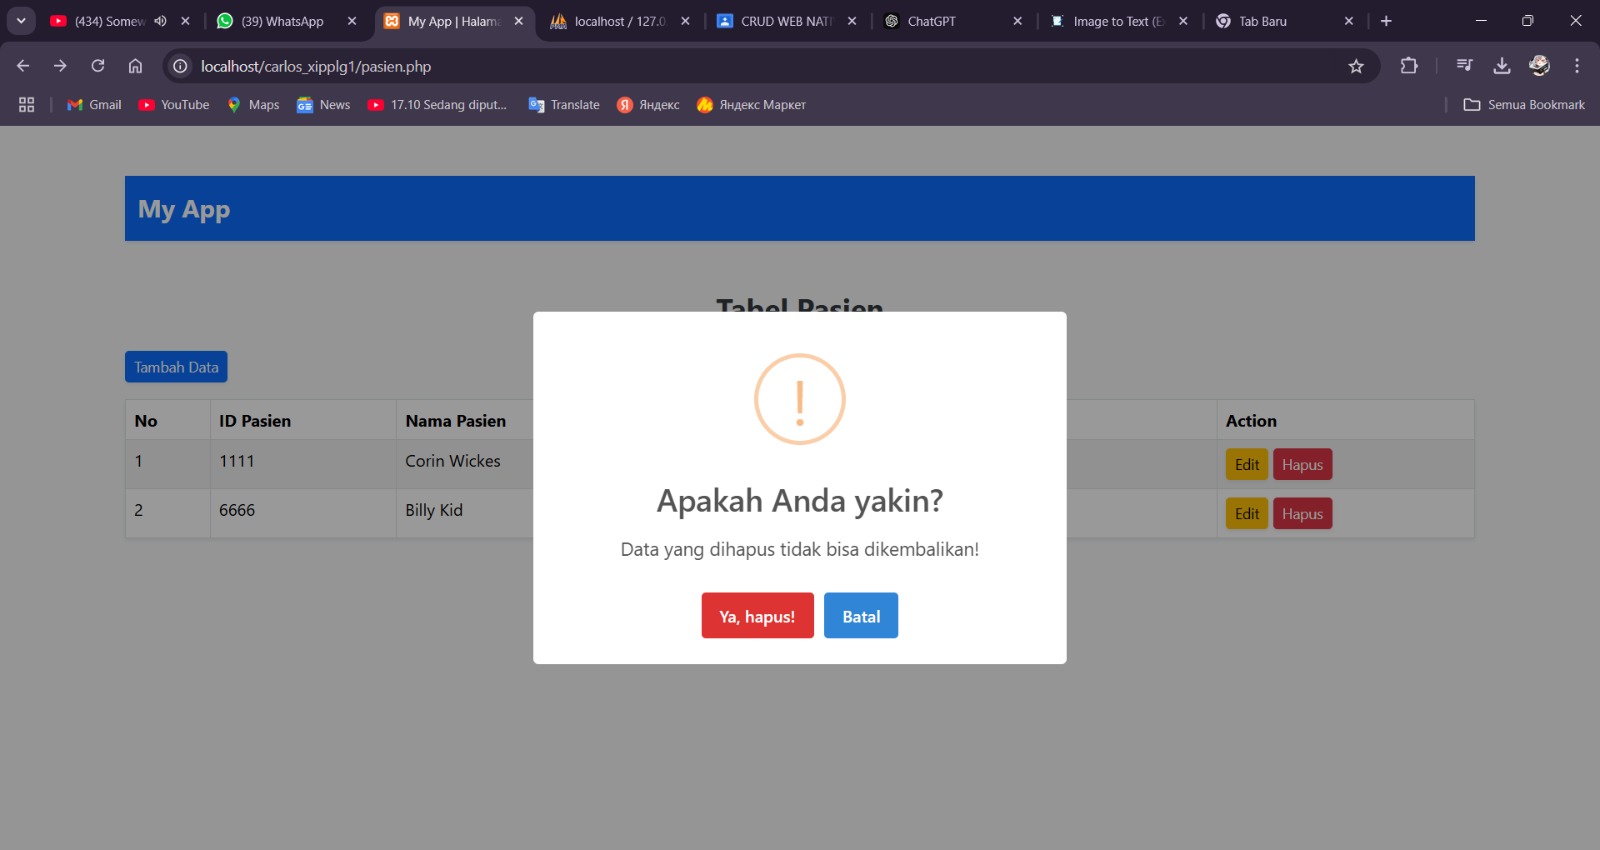 (434) Somew
(39) WhatsApp
My App | Halam
localhost / 127.0.
CRUD WEB NATI
ChatGPT
Image to Text (E
Tab Baru
localhost/carlos_xipplg1/pasien.php
Gmail
YouTube
Maps
News
17.10 Sedang diput...
Translate
Яндекс
Яндекс Маркет
Semua Bookmark
My App
Tabel Pasien
Tambah Data
No ID Pasien Nama Pasien Action
1 1111 Corin Wickes Edit Hapus
2 6666 Billy Kid Edit Hapus
!
Apakah Anda yakin?
Data yang dihapus tidak bisa dikembalikan!
Ya, hapus! Batal